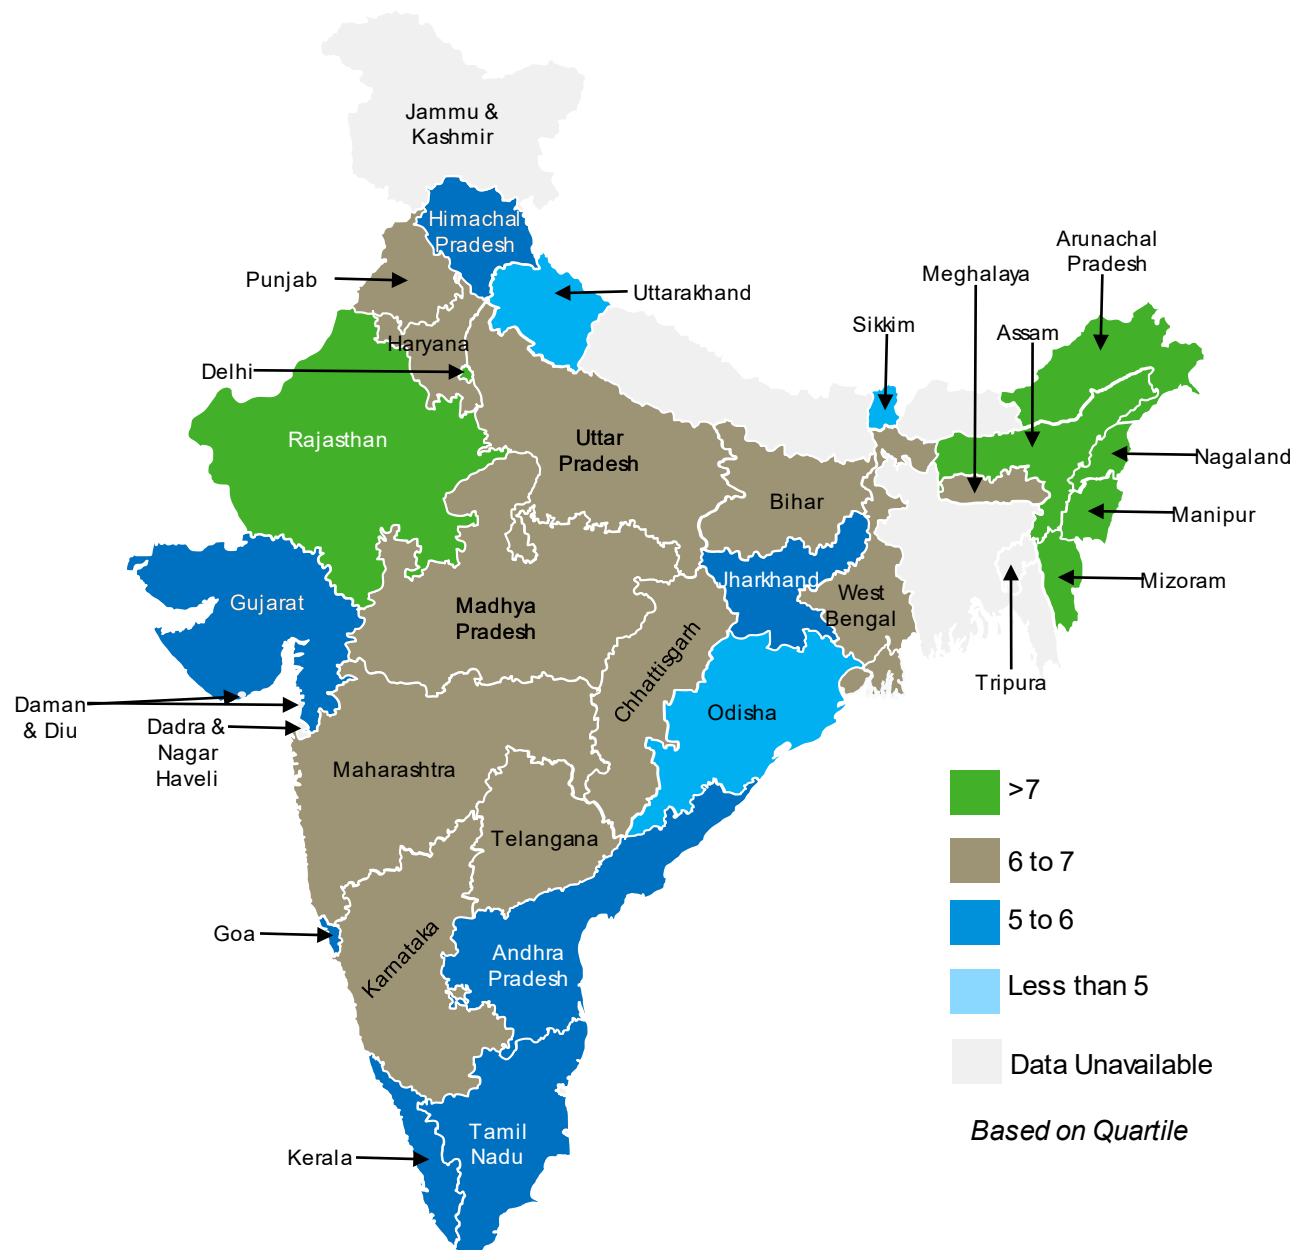 Jammu &
Kashmir
Himachal
Pradesh
Arunachal
Pradesh
Punjab
Meghalaya
Uttarakhand
Sikkim
Assam
Haryana
Delhi
Rajasthan
Uttar
Pradesh
Nagaland
Bihar
Manipur
Jharkhand
Mizoram
Gujarat
Madhya
Pradesh
West
Bengal
Chhattisgarh
Tripura
Daman
& Diu
Dadra &
Nagar
Haveli
Odisha
Maharashtra
>7
Telangana
6 to 7
Goa
Karnataka
Andhra
Pradesh
5 to 6
Less than 5
Data Unavailable
Based on Quartile
Tamil
Nadu
Kerala